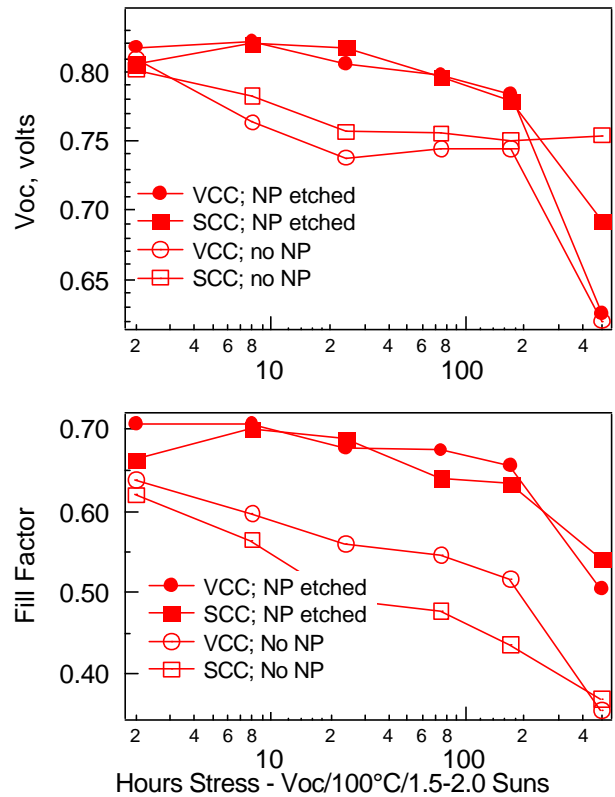 0.80
0.75
0.70
0.65
Voc, volts
VCC; NP etched
SCC; NP etched
VCC; no NP
SCC; no NP
2 4 6 8 2 4 6 8 2 4
10 100
0.70
0.60
0.50
0.40
Fill Factor
VCC; NP etched
SCC; NP etched
VCC; No NP
SCC; No NP
2 4 6 8 2 4 6 8 2 4
10 100
Hours Stress - Voc/100°C/1.5-2.0 Suns